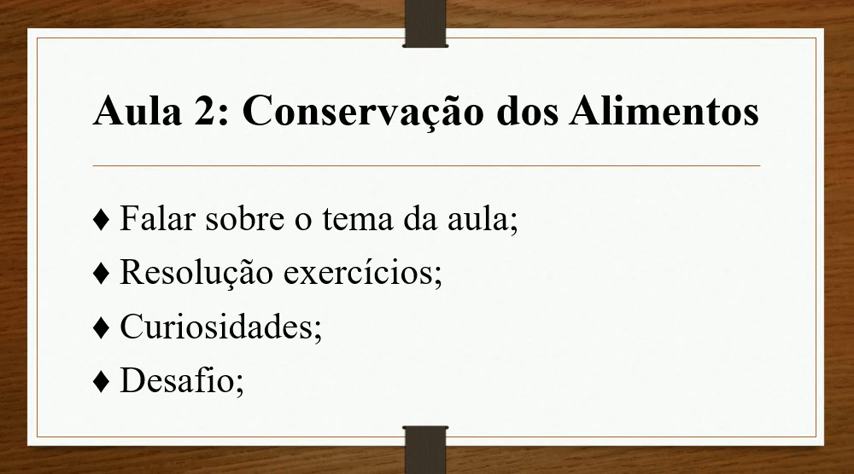 Aula 2: Conservação dos Alimentos
♦ Falar sobre o tema da aula;
♦ Resolução exercícios;
♦ Curiosidades;
♦ Desafio;